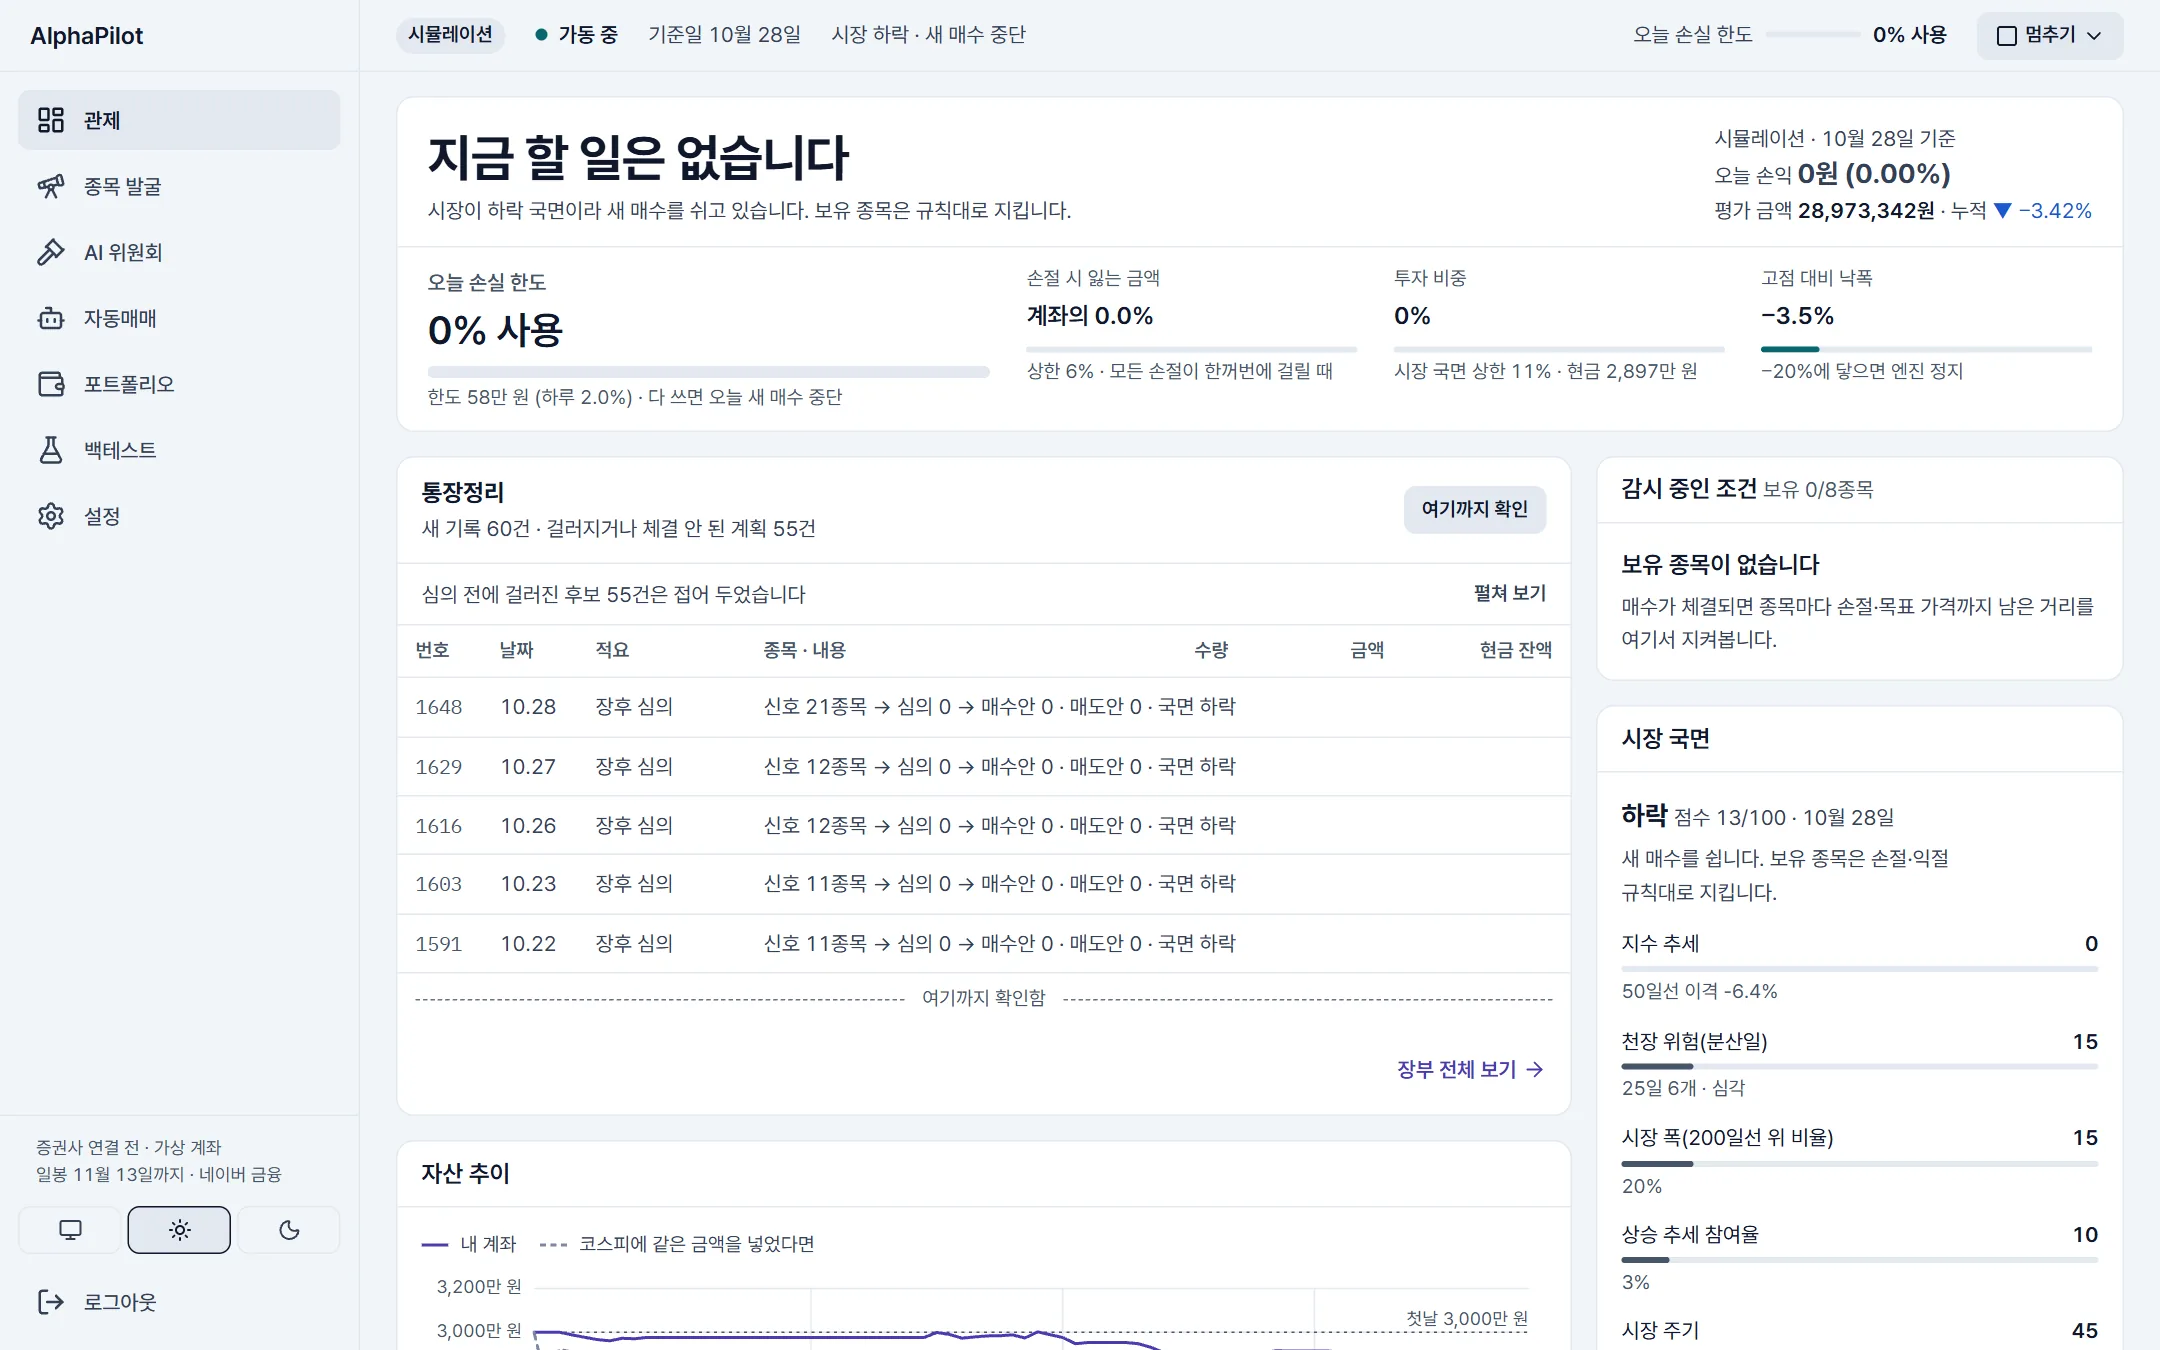 AlphaPilot
시뮬레이션
가동 중
기준일 10월 28일
시장 하락 · 새 매수 중단
오늘 손실 한도
0% 사용
멈추기
관제
종목 발굴
AI 위원회
자동매매
포트폴리오
백테스트
설정
증권사 연결 전 · 가상 계좌
일봉 11월 13일까지 · 네이버 금융
로그아웃
지금 할 일은 없습니다
시장이 하락 국면이라 새 매수를 쉬고 있습니다. 보유 종목은 규칙대로 지킵니다.
시뮬레이션 · 10월 28일 기준
오늘 손익 0원 (0.00%)
평가 금액 28,973,342원 · 누적 ▼ −3.42%
오늘 손실 한도
0% 사용
한도 58만 원 (하루 2.0%) · 다 쓰면 오늘 새 매수 중단
손절 시 잃는 금액
계좌의 0.0%
상한 6% · 모든 손절이 한꺼번에 걸릴 때
투자 비중
0%
시장 국면 상한 11% · 현금 2,897만 원
고점 대비 낙폭
−3.5%
−20%에 닿으면 엔진 정지
통장정리
새 기록 60건 · 걸러지거나 체결 안 된 계획 55건
여기까지 확인
심의 전에 걸러진 후보 55건은 접어 두었습니다
펼쳐 보기
번호 날짜 적요 종목 · 내용 수량 금액 현금 잔액
1648 10.28 장후 심의 신호 21종목 → 심의 0 → 매수안 0 · 매도안 0 · 국면 하락
1629 10.27 장후 심의 신호 12종목 → 심의 0 → 매수안 0 · 매도안 0 · 국면 하락
1616 10.26 장후 심의 신호 12종목 → 심의 0 → 매수안 0 · 매도안 0 · 국면 하락
1603 10.23 장후 심의 신호 11종목 → 심의 0 → 매수안 0 · 매도안 0 · 국면 하락
1591 10.22 장후 심의 신호 11종목 → 심의 0 → 매수안 0 · 매도안 0 · 국면 하락
여기까지 확인함
장부 전체 보기 →
자산 추이
내 계좌
코스피에 같은 금액을 넣었다면
3,200만 원
3,000만 원
첫날 3,000만 원
감시 중인 조건 보유 0/8종목
보유 종목이 없습니다
매수가 체결되면 종목마다 손절·목표 가격까지 남은 거리를
여기서 지켜봅니다.
시장 국면
하락 점수 13/100 · 10월 28일
새 매수를 쉽니다. 보유 종목은 손절·익절
규칙대로 지킵니다.
지수 추세 0
50일선 이격 -6.4%
천장 위험(분산일) 15
25일 6개 · 심각
시장 폭(200일선 위 비율) 15
20%
상승 추세 참여율 10
3%
시장 주기 45